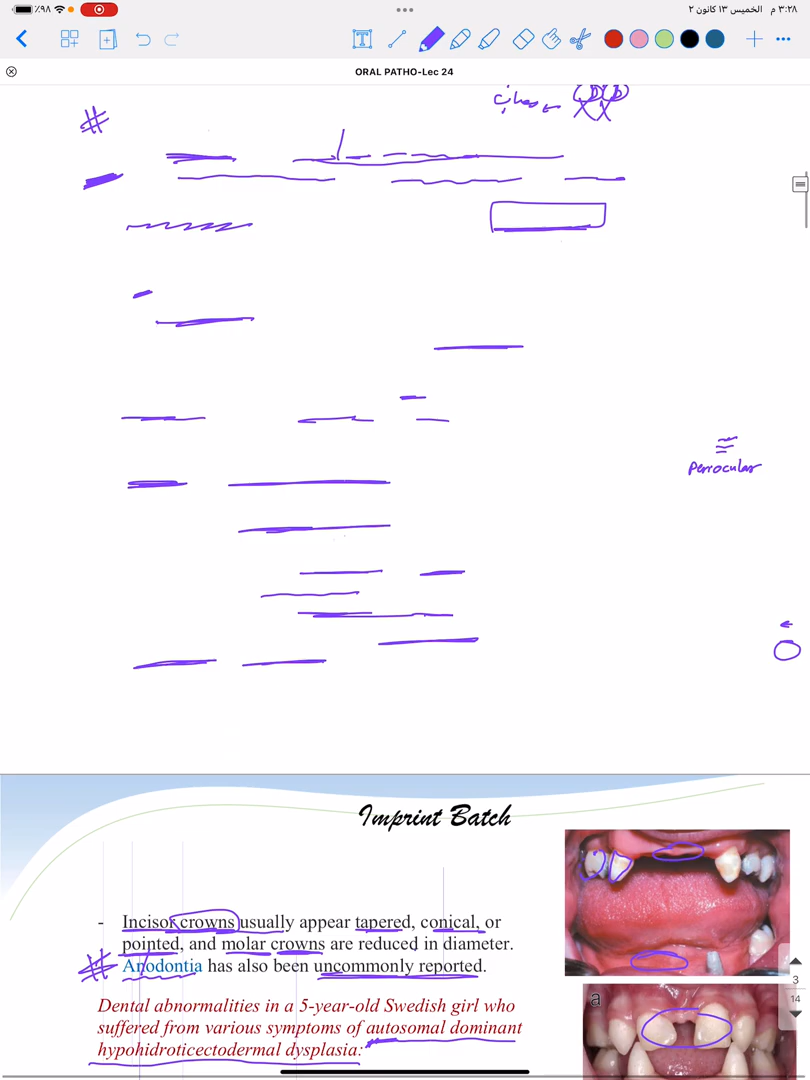 ٣:٢٨ م الخميس ١٣ كانون ٢
٪٩٨
ORAL PATHO-Lec 24
Perrocular
Imprint Batch
- Incisor crowns usually appear tapered, conical, or
pointed, and molar crowns are reduced in diameter.
Anodontia has also been uncommonly reported.
Dental abnormalities in a 5-year-old Swedish girl who
suffered from various symptoms of autosomal dominant
hypohidroticectodermal dysplasia:
a
3
14